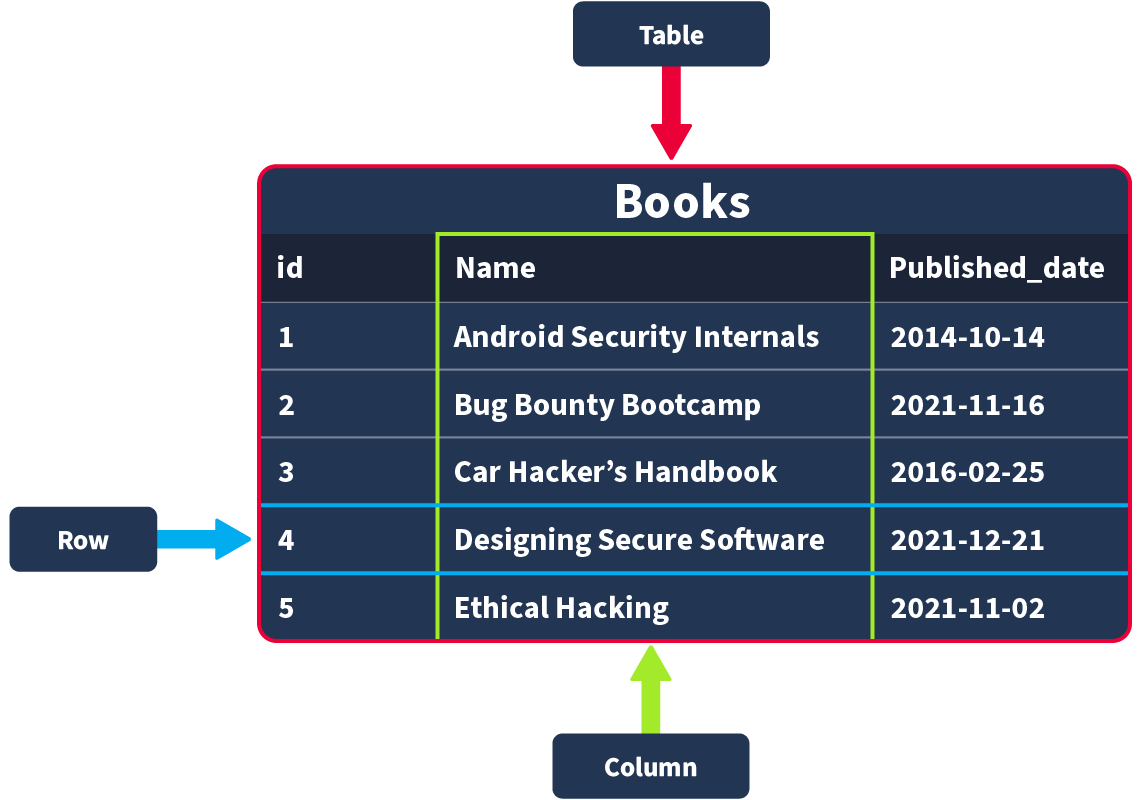 Table
Books
id Name Published_date
1 Android Security Internals 2014-10-14
2 Bug Bounty Bootcamp 2021-11-16
3 Car Hacker’s Handbook 2016-02-25
Row 4 Designing Secure Software 2021-12-21
5 Ethical Hacking 2021-11-02
Column